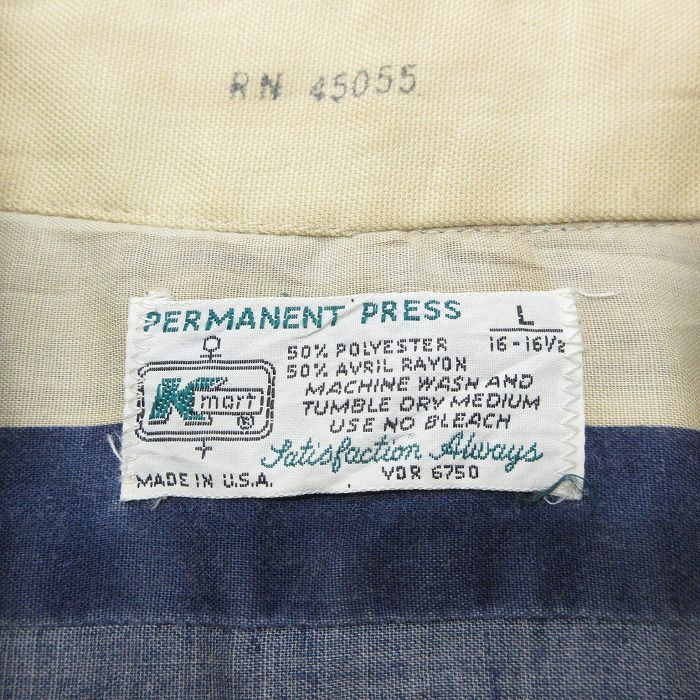 RN 45055
PERMANENT PRESS
L
16-16½
50% POLYESTER
50% AVRIL RAYON
MACHINE WASH AND
TUMBLE DRY MEDIUM
USE NO BLEACH
Kmart®
Satisfaction Always
MADE IN U.S.A.
VDR 6750